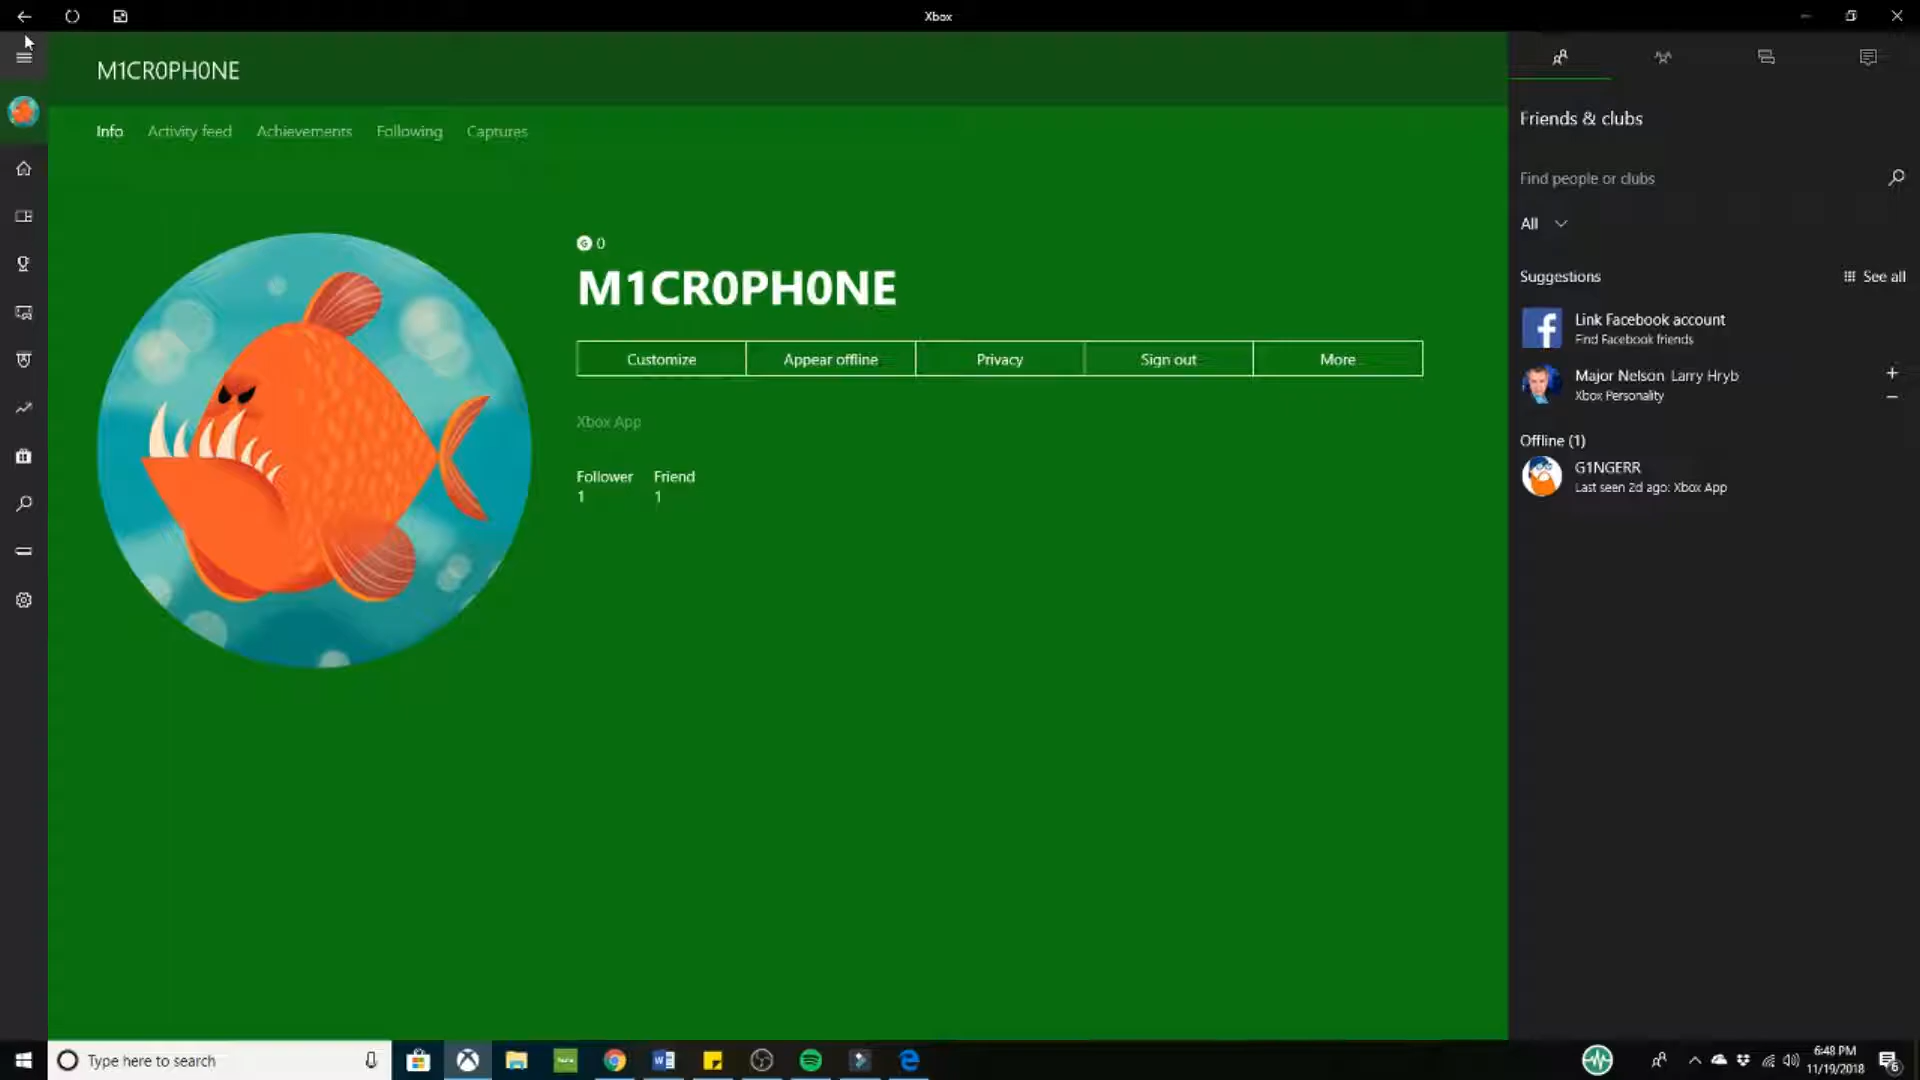 Xbox
M1CR0PH0NE
Info Activity feed Achievements Following Captures
G 0
M1CR0PH0NE
Customize Appear offline Privacy Sign out More
Xbox App
Follower Friend
1 1
Friends & clubs
Find people or clubs
All
Suggestions See all
Link Facebook account
Find Facebook friends
Major Nelson Larry Hryb
Xbox Personality
Offline (1)
G1NGERR
Last seen 2d ago: Xbox App
Type here to search
hulu
6:48 PM
11/19/2018
6